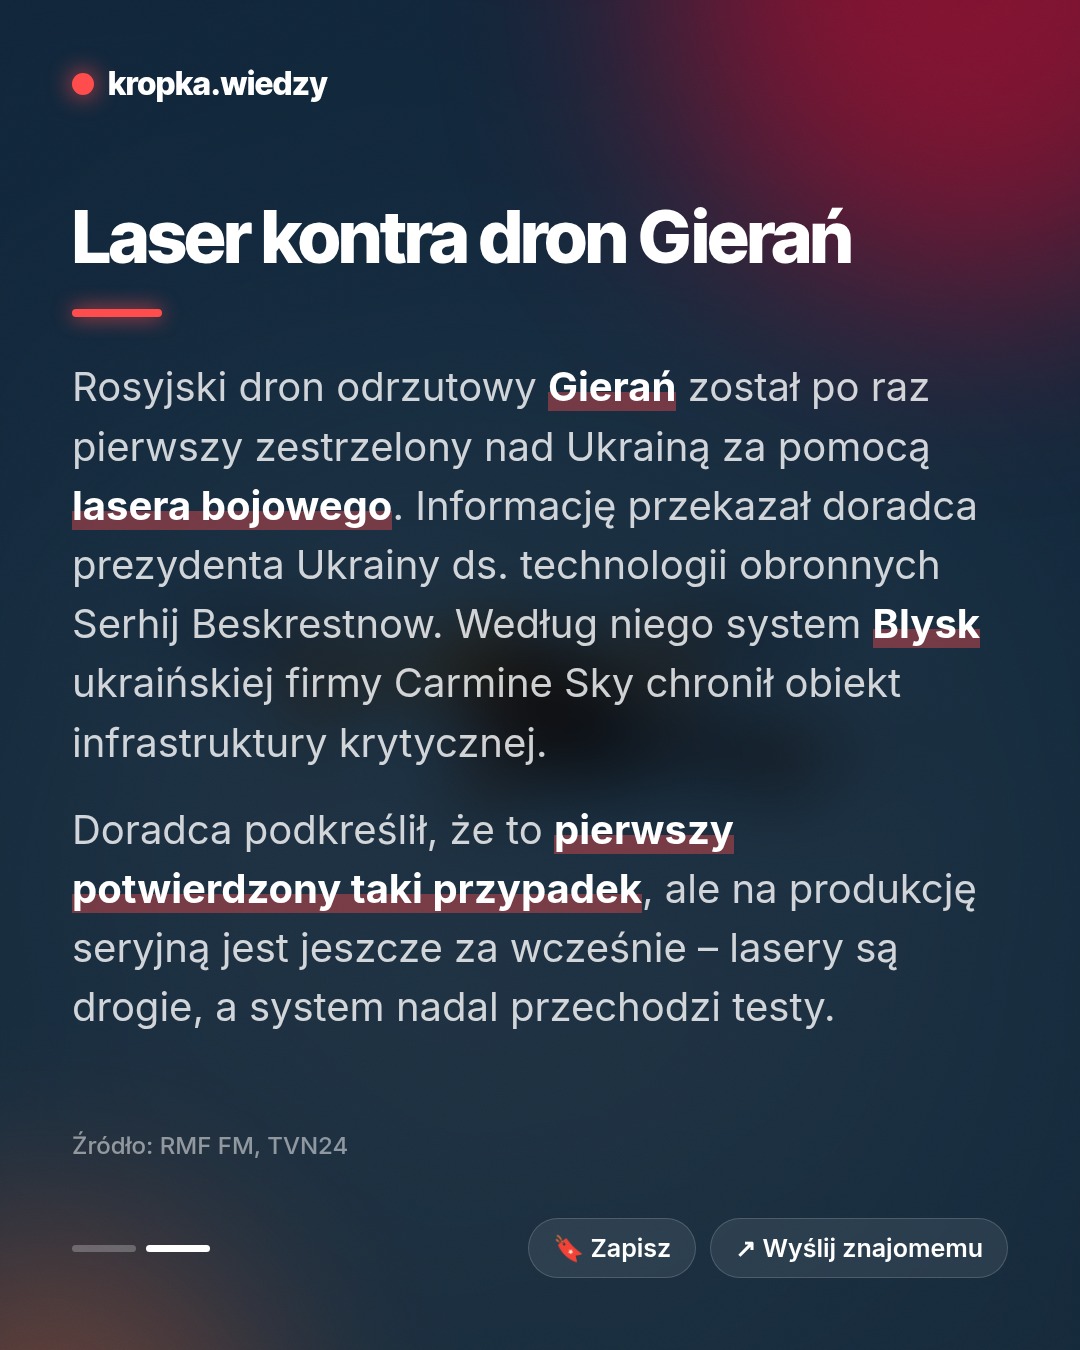 kropka.wiedzy
Laser kontra dron Gierań
Rosyjski dron odrzutowy Gierań został po raz
pierwszy zestrzelony nad Ukrainą za pomocą
lasera bojowego. Informację przekazał doradca
prezydenta Ukrainy ds. technologii obronnych
Serhij Beskrestnow. Według niego system Blysk
ukraińskiej firmy Carmine Sky chronił obiekt
infrastruktury krytycznej.
Doradca podkreślił, że to pierwszy
potwierdzony taki przypadek, ale na produkcję
seryjną jest jeszcze za wcześnie – lasery są
drogie, a system nadal przechodzi testy.
Źródło: RMF FM, TVN24
🔖 Zapisz
↗ Wyślij znajomemu